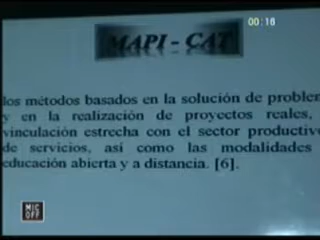 00:16
MAPI - CAT
los métodos basados en la solución de problem
y en la realización de proyectos reales,
vinculación estrecha con el sector productiv
de servicios, así como las modalidades
educación abierta y a distancia. [6].
MIC
OFF